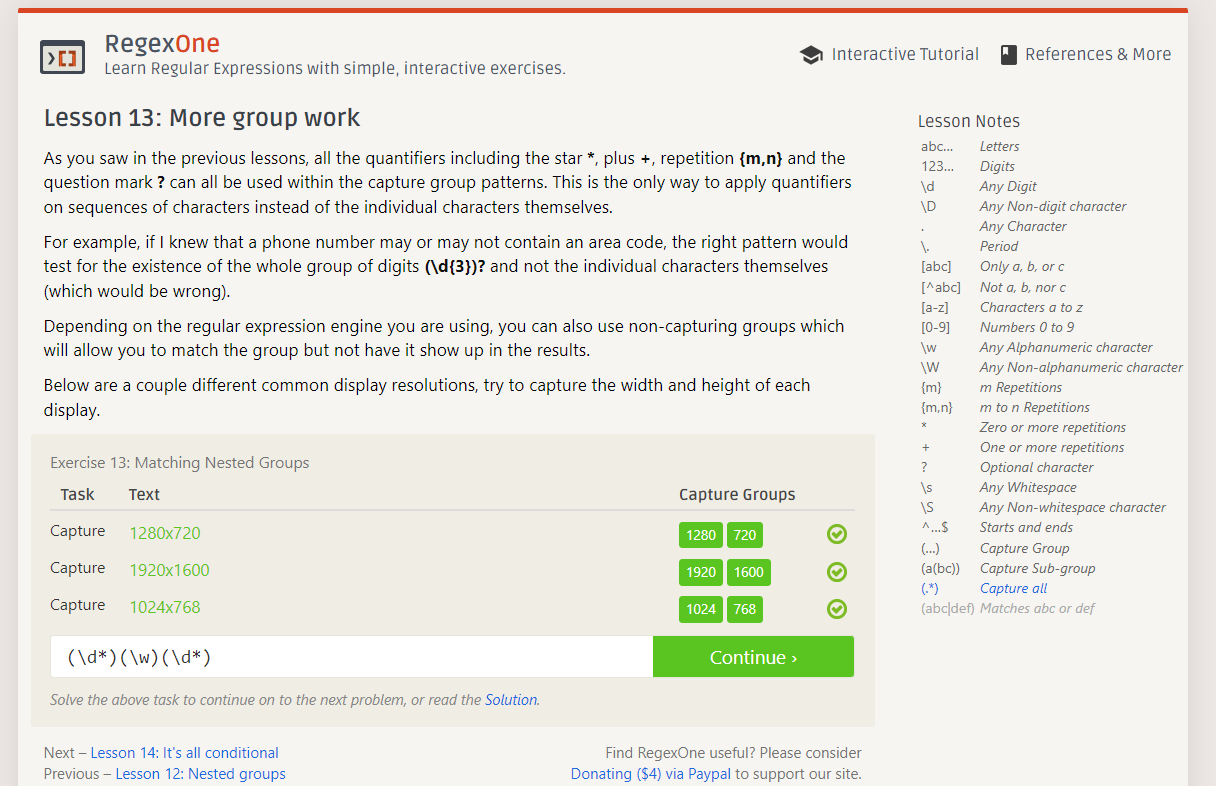 RegexOne
Learn Regular Expressions with simple, interactive exercises.
Interactive Tutorial
References & More
Lesson 13: More group work
As you saw in the previous lessons, all the quantifiers including the star *, plus +, repetition {m,n} and the
question mark ? can all be used within the capture group patterns. This is the only way to apply quantifiers
on sequences of characters instead of the individual characters themselves.
For example, if I knew that a phone number may or may not contain an area code, the right pattern would
test for the existence of the whole group of digits (\d{3})? and not the individual characters themselves
(which would be wrong).
Depending on the regular expression engine you are using, you can also use non-capturing groups which
will allow you to match the group but not have it show up in the results.
Below are a couple different common display resolutions, try to capture the width and height of each
display.
Exercise 13: Matching Nested Groups
Task Text Capture Groups
Capture 1280x720 1280 720
Capture 1920x1600 1920 1600
Capture 1024x768 1024 768
(\d*)(\w)(\d*)
Continue ›
Solve the above task to continue on to the next problem, or read the Solution.
Next – Lesson 14: It's all conditional
Previous – Lesson 12: Nested groups
Find RegexOne useful? Please consider
Donating ($4) via Paypal to support our site.
Lesson Notes
abc… Letters
123… Digits
\d Any Digit
\D Any Non-digit character
. Any Character
\. Period
[abc] Only a, b, or c
[^abc] Not a, b, nor c
[a-z] Characters a to z
[0-9] Numbers 0 to 9
\w Any Alphanumeric character
\W Any Non-alphanumeric character
{m} m Repetitions
{m,n} m to n Repetitions
* Zero or more repetitions
+ One or more repetitions
? Optional character
\s Any Whitespace
\S Any Non-whitespace character
^…$ Starts and ends
(…) Capture Group
(a(bc)) Capture Sub-group
(.*) Capture all
(abc|def) Matches abc or def